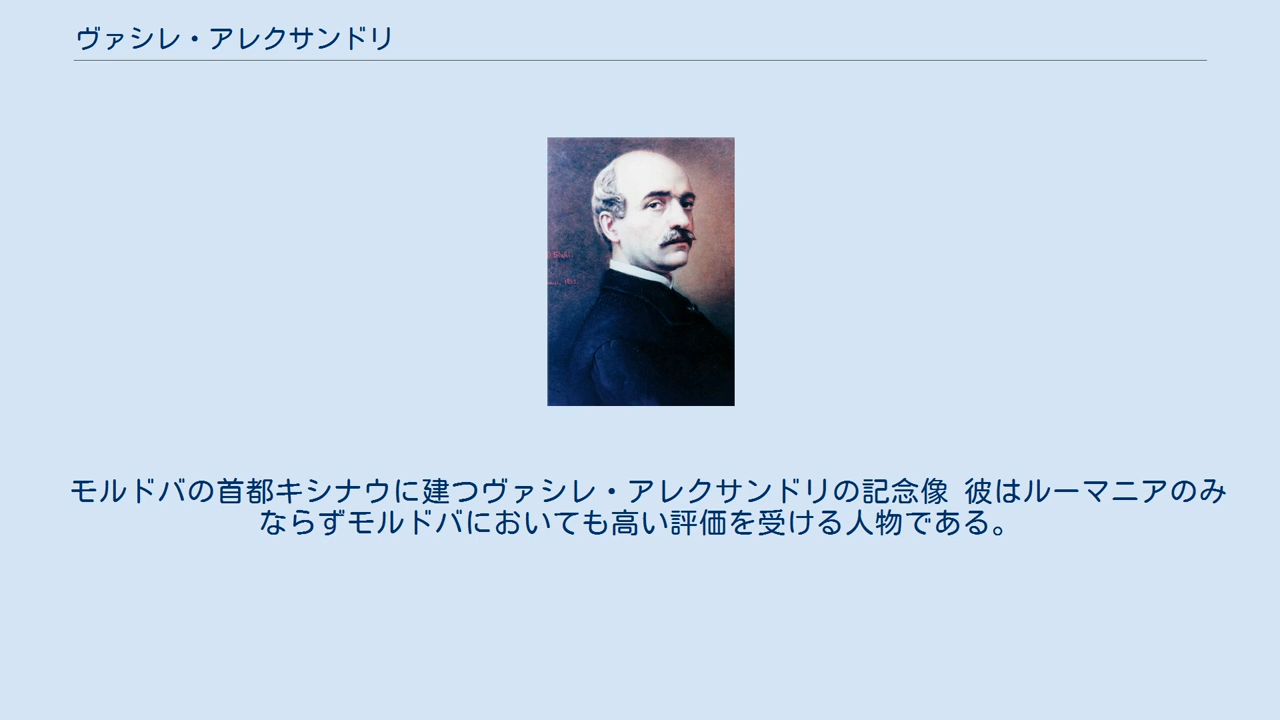 ヴァシレ・アレクサンドリ
モルドバの首都キシナウに建つヴァシレ・アレクサンドリの記念像 彼はルーマニアのみ
ならずモルドバにおいても高い評価を受ける人物である。